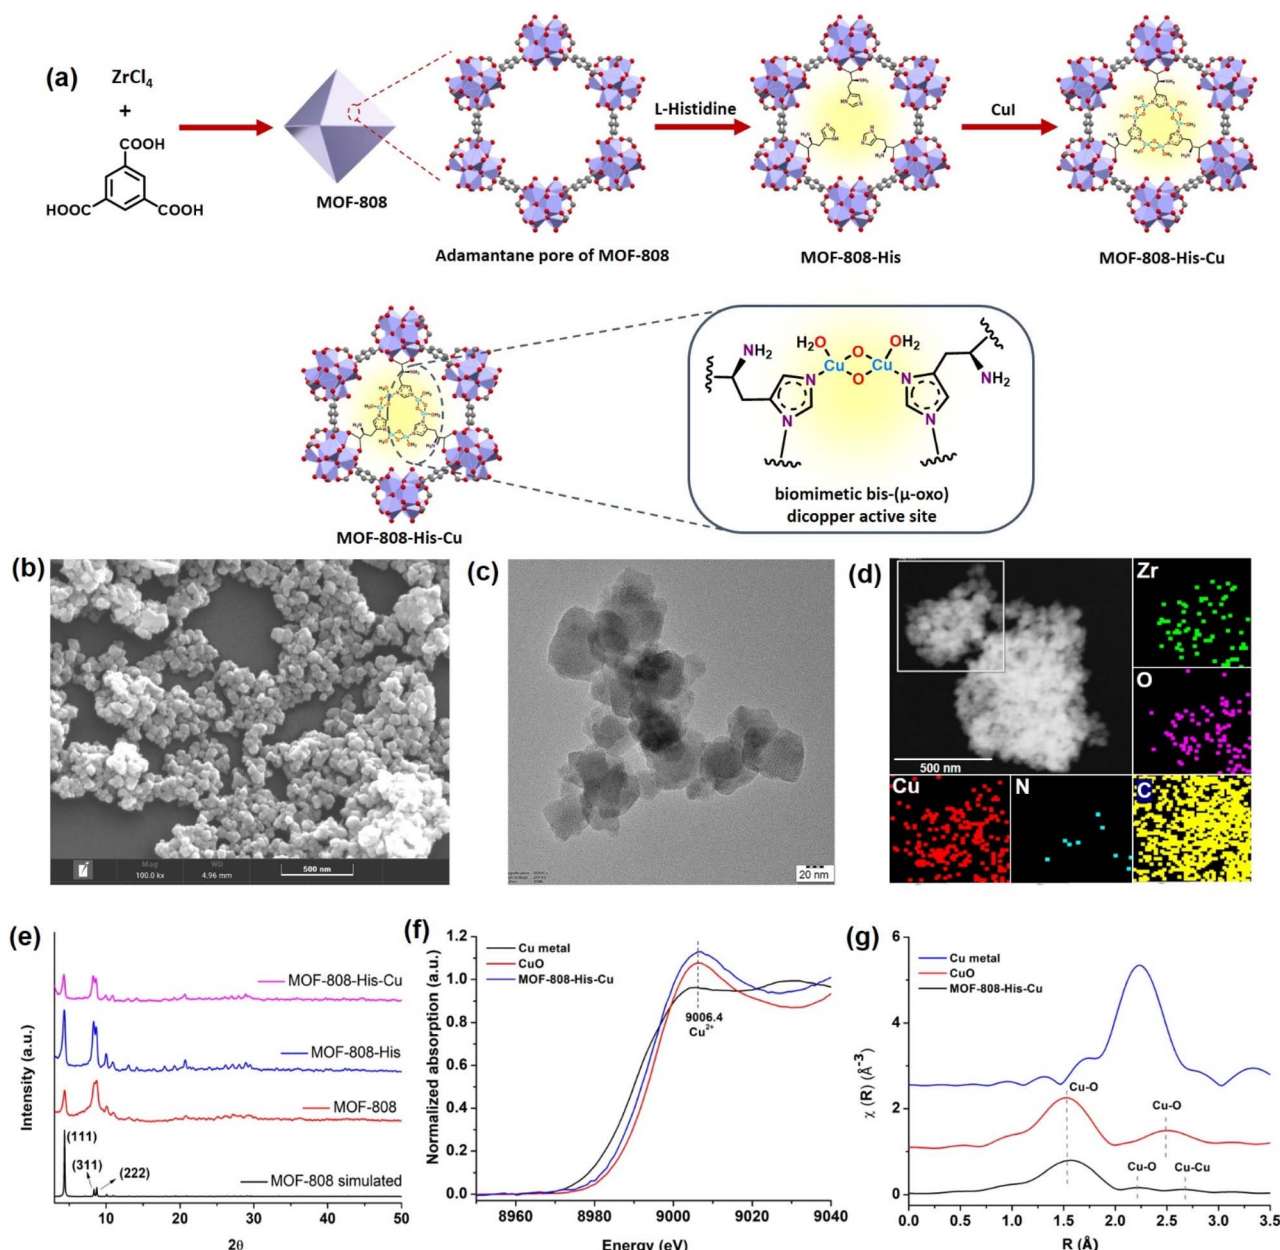 (a)
ZrCl4
+
COOH
HOOC
COOH
MOF-808
Adamantane pore of MOF-808
L-Histidine
MOF-808-His
CuI
MOF-808-His-Cu
MOF-808-His-Cu
H2O
O
OH2
NH2
Cu
Cu
N
O
N
NH2
N
N
biomimetic bis-(μ-oxo)
dicopper active site
(b)
Mag
100.0 kx
WD
4.96 mm
500 nm
(c)
20 nm
(d)
500 nm
Zr
O
Cu
N
C
(e)
MOF-808-His-Cu
MOF-808-His
MOF-808
(111)
(311)
(222)
MOF-808 simulated
Intensity (a.u.)
10 20 30 40 50
2θ
(f)
Cu metal
CuO
MOF-808-His-Cu
9006.4
Cu2+
Normalized absorption (a.u.)
1.2
1.0
0.8
0.6
0.4
0.2
0.0
8960 8980 9000 9020 9040
Energy (eV)
(g)
Cu metal
CuO
MOF-808-His-Cu
Cu-O
Cu-O
Cu-O
Cu-Cu
χ (R) (Å-3)
6
4
2
0
0.0 0.5 1.0 1.5 2.0 2.5 3.0 3.5
R (Å)